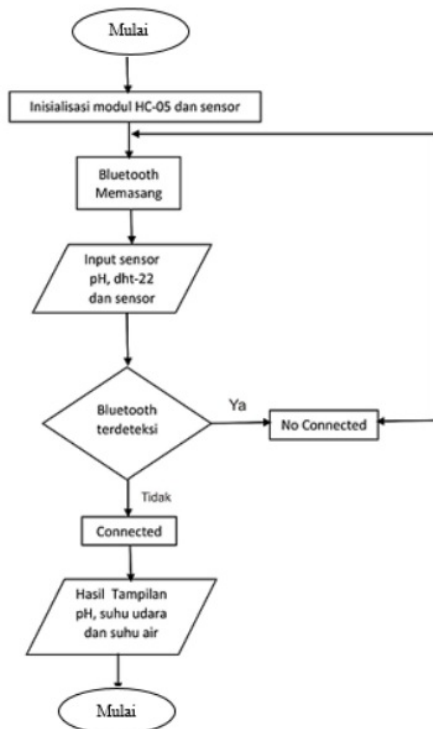 Mulai
Inisialisasi modul HC-05 dan sensor
Bluetooth
Memasang
Input sensor
pH, dht-22
dan sensor
Bluetooth
terdeteksi
Ya
No Connected
Tidak
Connected
Hasil Tampilan
pH, suhu udara
dan suhu air
Mulai